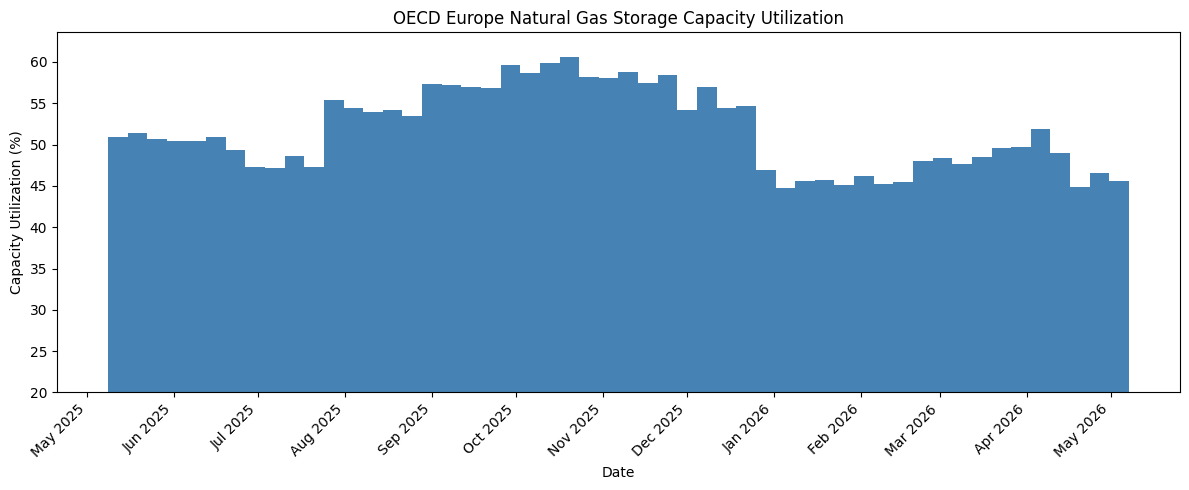 OECD Europe Natural Gas Storage Capacity Utilization
Capacity Utilization (%)
60
55
50
45
40
35
30
25
20
May 2025
Jun 2025
Jul 2025
Aug 2025
Sep 2025
Oct 2025
Nov 2025
Dec 2025
Jan 2026
Feb 2026
Mar 2026
Apr 2026
May 2026
Date